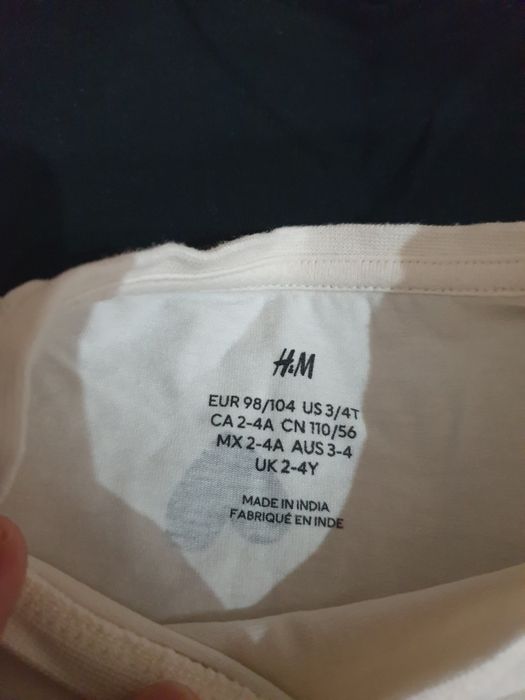 H&M
EUR 98/104 US 3/4T
CA 2-4A CN 110/56
MX 2-4A AUS 3-4
UK 2-4Y
MADE IN INDIA
FABRIQUÉ EN INDE